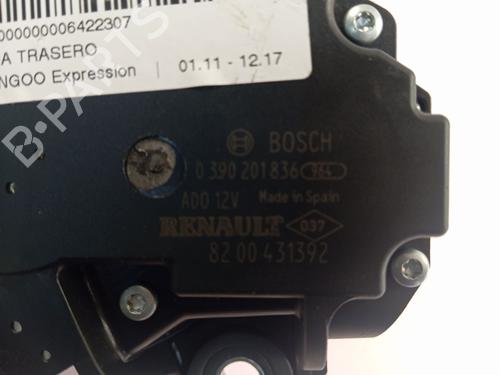 000000006422307
A TRASERO
NGOO Expression | 01.11 - 12.17
B-PARTS
BOSCH
0 390 201 836 964
ADO 12V Made in Spain
RENAULT 037
82 00 431392